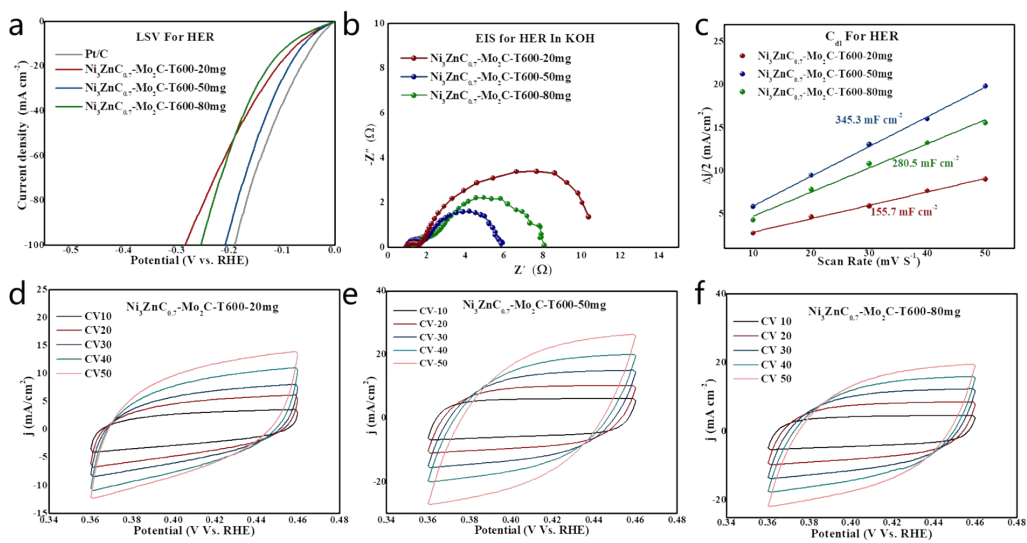 a
LSV For HER
Pt/C
Ni₃ZnC₀.₇-Mo₂C-T600-20mg
Ni₃ZnC₀.₇-Mo₂C-T600-50mg
Ni₃ZnC₀.₇-Mo₂C-T600-80mg
Current density (mA cm⁻²)
0
-20
-40
-60
-80
-100
-0.5
-0.4
-0.3
-0.2
-0.1
0.0
Potential (V vs. RHE)
b
EIS for HER In KOH
Ni₃ZnC₀.₇-Mo₂C-T600-20mg
Ni₃ZnC₀.₇-Mo₂C-T600-50mg
Ni₃ZnC₀.₇-Mo₂C-T600-80mg
-Z″ (Ω)
-10
-8
-6
-4
-2
0
0
2
4
6
8
10
12
14
Z′ (Ω)
c
C_dl For HER
Ni₃ZnC₀.₇-Mo₂C-T600-20mg
Ni₃ZnC₀.₇-Mo₂C-T600-50mg
Ni₃ZnC₀.₇-Mo₂C-T600-80mg
345.3 mF cm⁻²
280.5 mF cm⁻²
155.7 mF cm⁻²
Δj/2 (mA/cm²)
25
20
15
10
5
10
20
30
40
50
Scan Rate (mV S⁻¹)
d
Ni₃ZnC₀.₇-Mo₂C-T600-20mg
CV10
CV20
CV30
CV40
CV50
j (mA/cm²)
25
20
15
10
5
0
-5
-10
-15
0.34
0.36
0.38
0.40
0.42
0.44
0.46
0.48
Potential (V Vs. RHE)
e
Ni₃ZnC₀.₇-Mo₂C-T600-50mg
CV-10
CV-20
CV-30
CV-40
CV-50
j (mA/cm²)
40
20
0
-20
0.34
0.36
0.38
0.40
0.42
0.44
0.46
0.48
Potential (V Vs. RHE)
f
Ni₃ZnC₀.₇-Mo₂C-T600-80mg
CV 10
CV 20
CV 30
CV 40
CV 50
j (mA cm⁻²)
40
20
0
-20
0.34
0.36
0.38
0.40
0.42
0.44
0.46
0.48
Potential (V Vs. RHE)